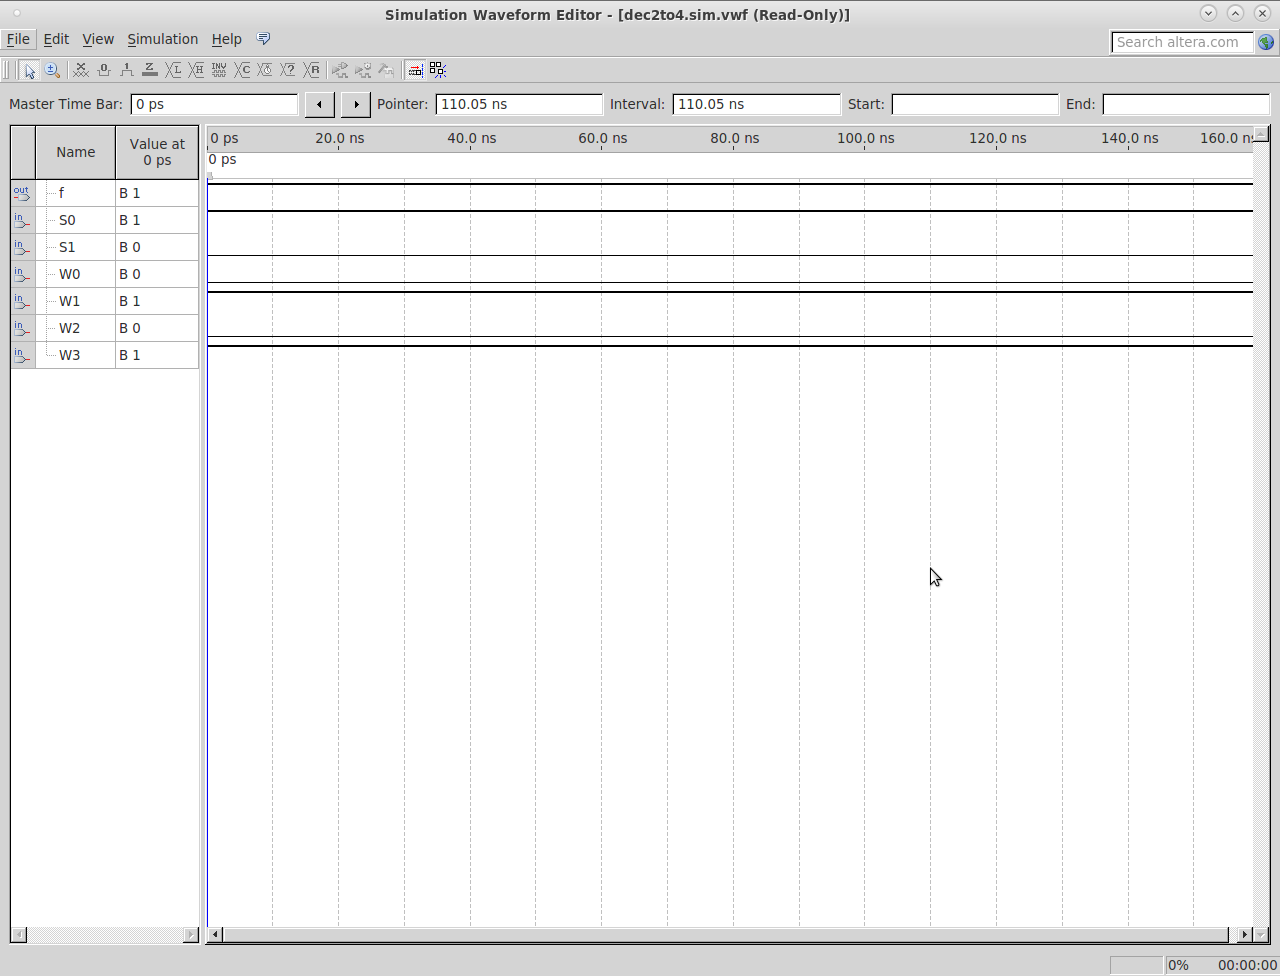 Simulation Waveform Editor - [dec2to4.sim.vwf (Read-Only)]
File Edit View Simulation Help
Search altera.com
Master Time Bar: 0 ps Pointer: 110.05 ns Interval: 110.05 ns Start: End:
Name Value at 0 ps
0 ps 20.0 ns 40.0 ns 60.0 ns 80.0 ns 100.0 ns 120.0 ns 140.0 ns 160.0 ns
0 ps
out f B 1
in S0 B 1
in S1 B 0
in W0 B 0
in W1 B 1
in W2 B 0
in W3 B 1
0% 00:00:00